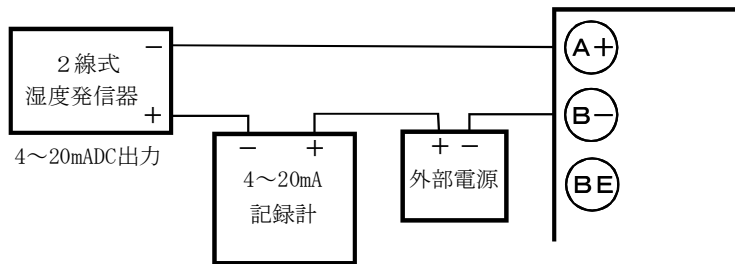 −
2線式
湿度発信器
+
4～20mADC出力
− +
4～20mA
記録計
+ −
外部電源
A+
B−
BE